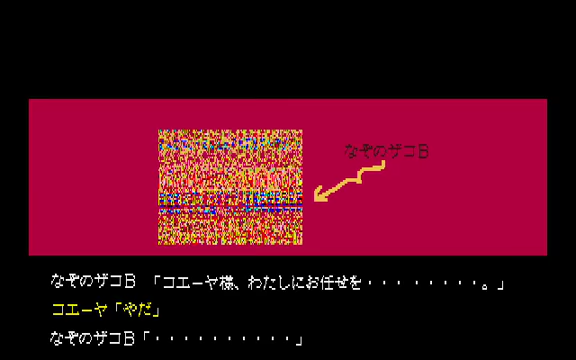 なぞのザコB
なぞのザコB 「コエーヤ様、わたしにお任せを・・・・・・・・・。」
コエーヤ「やだ」
なぞのザコB「・・・・・・・・・・」